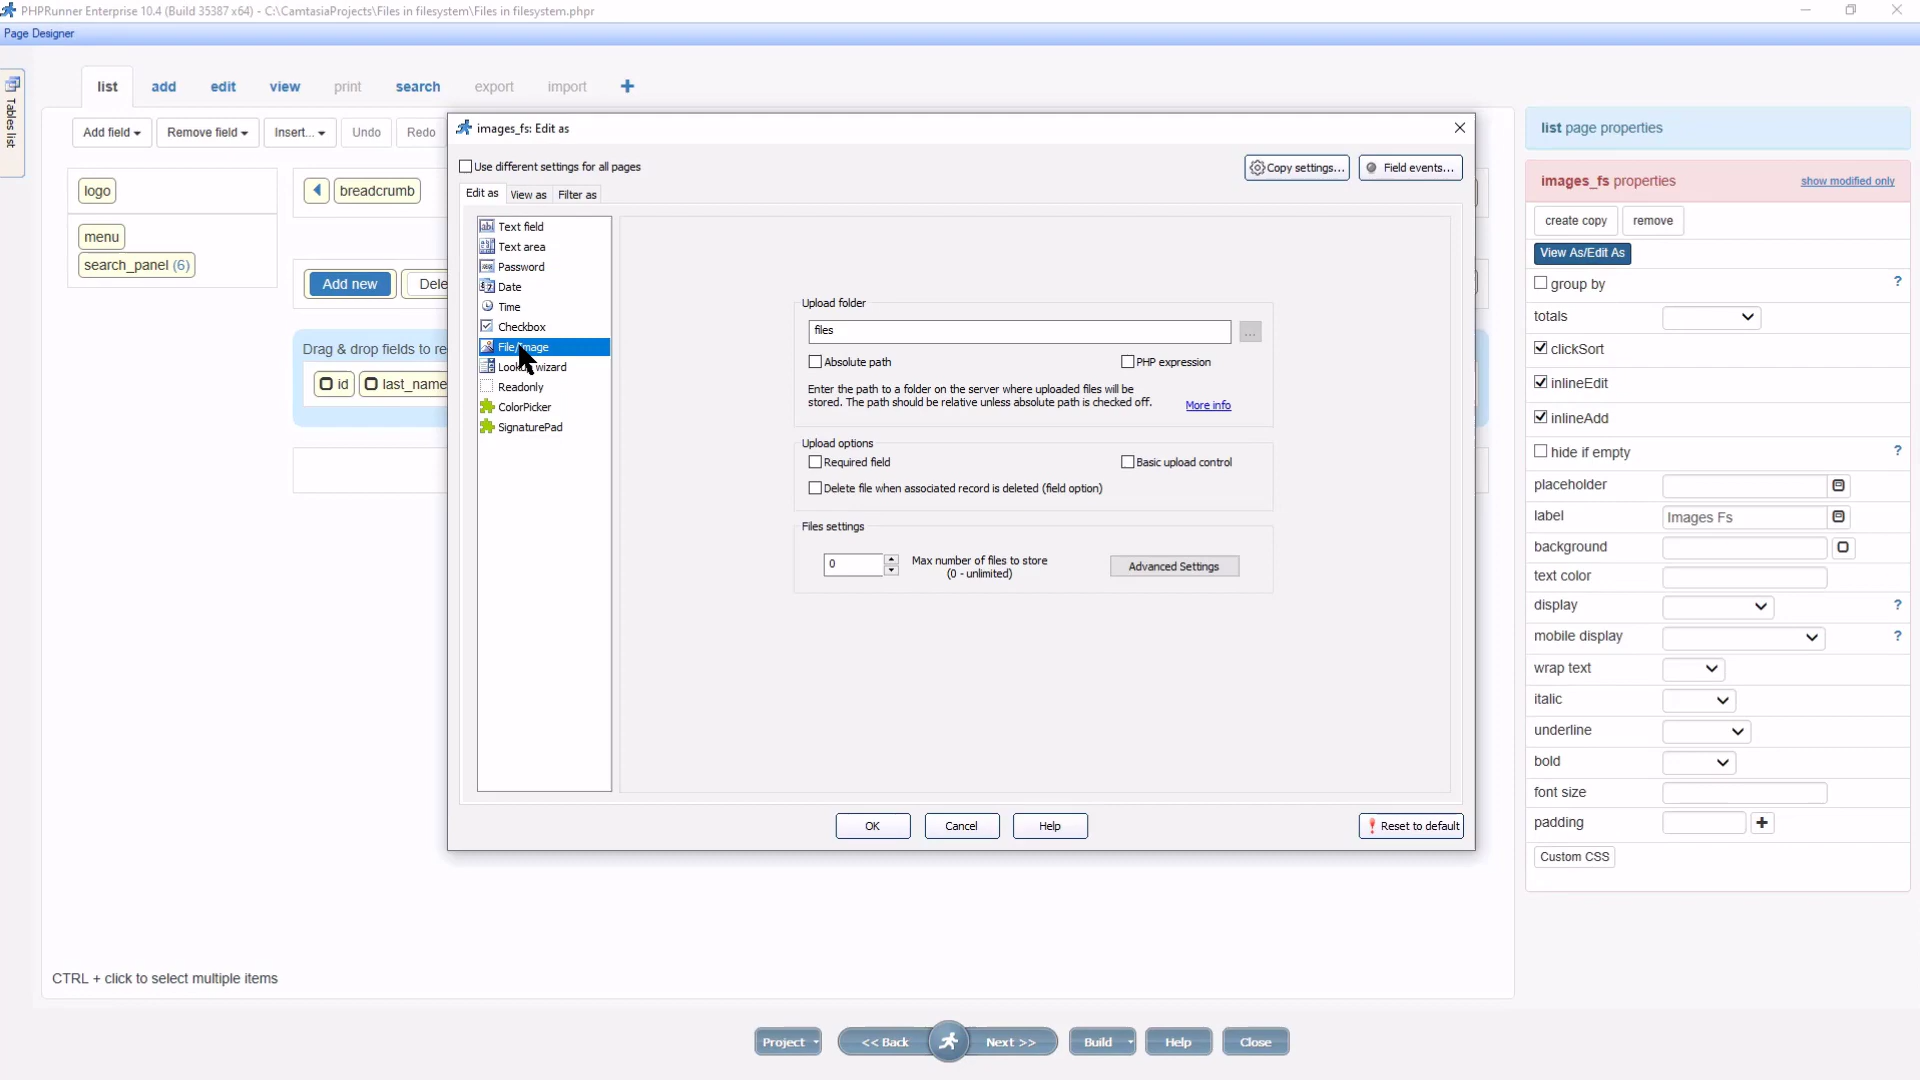 PHPRunner Enterprise 10.4 (Build 35387 x64) - C:\CamtasiaProjects\Files in filesystem\Files in filesystem.phpr
Page Designer
Tables list
list add edit view print search export import
Add field Remove field Insert... Undo Redo
logo
breadcrumb
menu
search_panel (6)
Add new
Dele
Drag & drop fields to re
id last_name
CTRL + click to select multiple items
images_fs: Edit as
Use different settings for all pages
Copy settings... Field events...
Edit as View as Filter as
Text field
Text area
Password
Date
Time
Checkbox
File/Image
Lookup wizard
Readonly
ColorPicker
SignaturePad
Upload folder
files
...
Absolute path PHP expression
Enter the path to a folder on the server where uploaded files will be
stored. The path should be relative unless absolute path is checked off. More info
Upload options
Required field Basic upload control
Delete file when associated record is deleted (field option)
Files settings
0 Max number of files to store
(0 - unlimited)
Advanced Settings
OK Cancel Help Reset to default
list page properties
images_fs properties show modified only
create copy remove
View As/Edit As
group by ?
totals
clickSort
inlineEdit
inlineAdd
hide if empty ?
placeholder
label Images Fs
background
text color
display ?
mobile display ?
wrap text
italic
underline
bold
font size
padding
Custom CSS
Project << Back Next >> Build Help Close